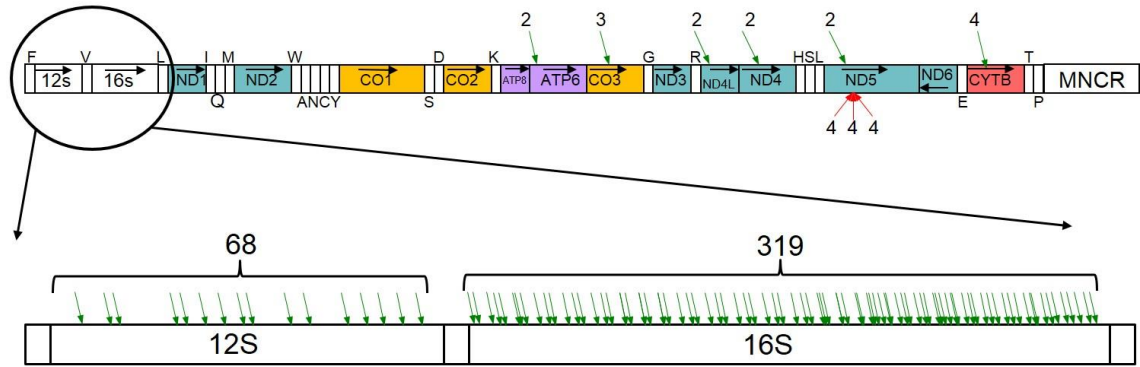 2 3 2 2 2 4
F V L I M W D K G R HSL T
12s 16s ND1 ND2 CO1 CO2 ATP8 ATP6 CO3 ND3 ND4L ND4 ND5 ND6 CYTB MNCR
Q ANCY S E P
4 4 4
68 319
12S 16S